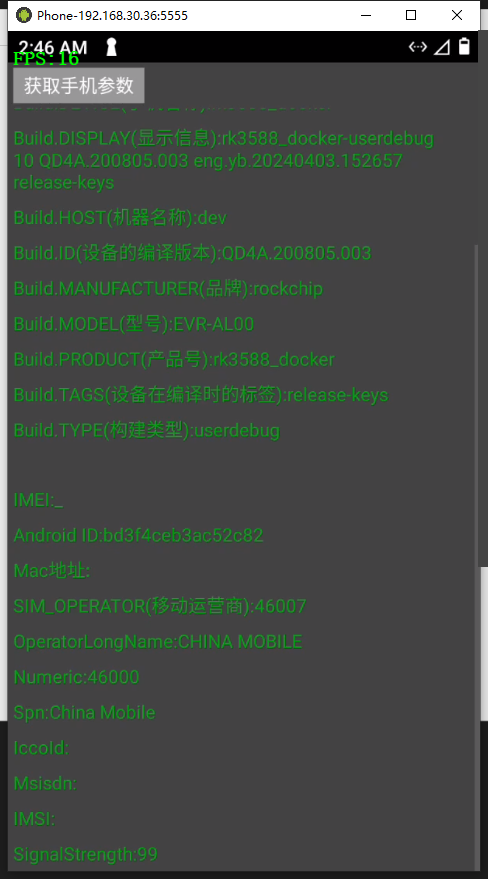 Phone-192.168.30.36:5555
2:46 AM
FPS:16
获取手机参数
Build.DISPLAY(显示信息):rk3588_docker-userdebug
10 QD4A.200805.003 eng.yb.20240403.152657
release-keys
Build.HOST(机器名称):dev
Build.ID(设备的编译版本):QD4A.200805.003
Build.MANUFACTURER(品牌):rockchip
Build.MODEL(型号):EVR-AL00
Build.PRODUCT(产品号):rk3588_docker
Build.TAGS(设备在编译时的标签):release-keys
Build.TYPE(构建类型):userdebug
IMEI:_
Android ID:bd3f4ceb3ac52c82
Mac地址:
SIM_OPERATOR(移动运营商):46007
OperatorLongName:CHINA MOBILE
Numeric:46000
Spn:China Mobile
IccoId:
Msisdn:
IMSI:
SignalStrength:99